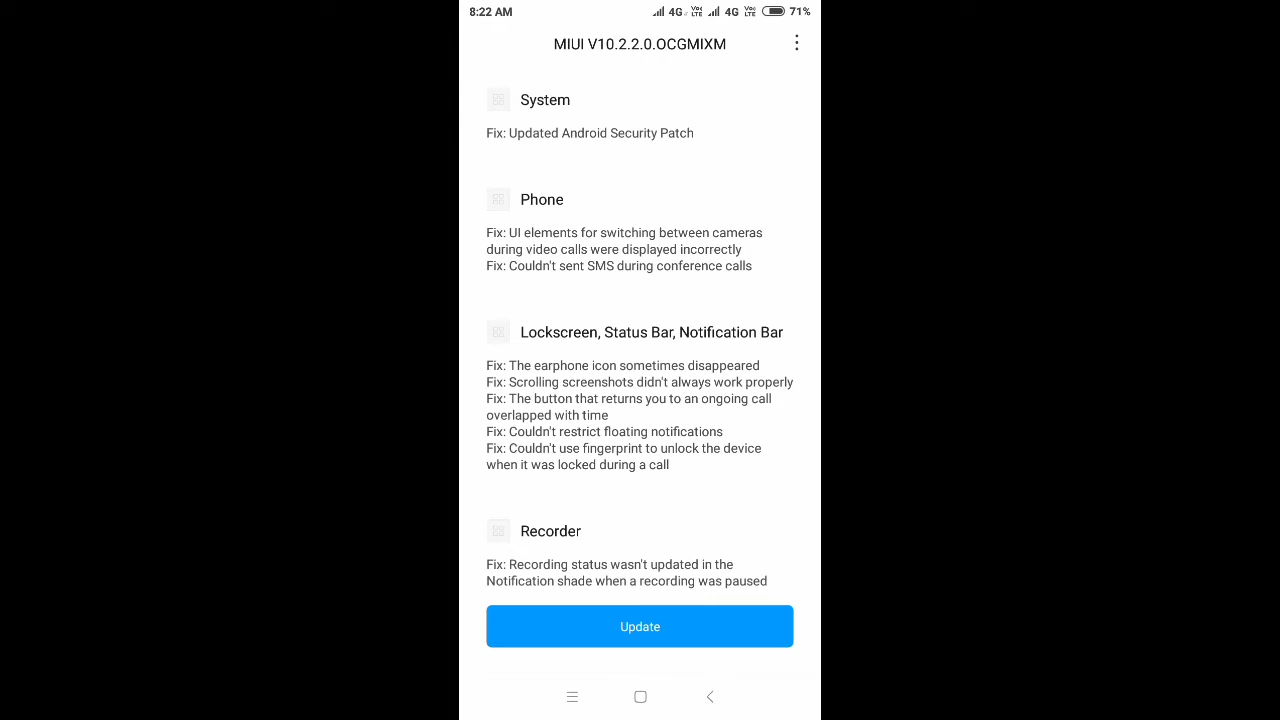 8:22 AM 4G Vo LTE 4G Vo LTE 71%
MIUI V10.2.2.0.OCGMIXM
System
Fix: Updated Android Security Patch
Phone
Fix: UI elements for switching between cameras
during video calls were displayed incorrectly
Fix: Couldn't sent SMS during conference calls
Lockscreen, Status Bar, Notification Bar
Fix: The earphone icon sometimes disappeared
Fix: Scrolling screenshots didn't always work properly
Fix: The button that returns you to an ongoing call
overlapped with time
Fix: Couldn't restrict floating notifications
Fix: Couldn't use fingerprint to unlock the device
when it was locked during a call
Recorder
Fix: Recording status wasn't updated in the
Notification shade when a recording was paused
Update